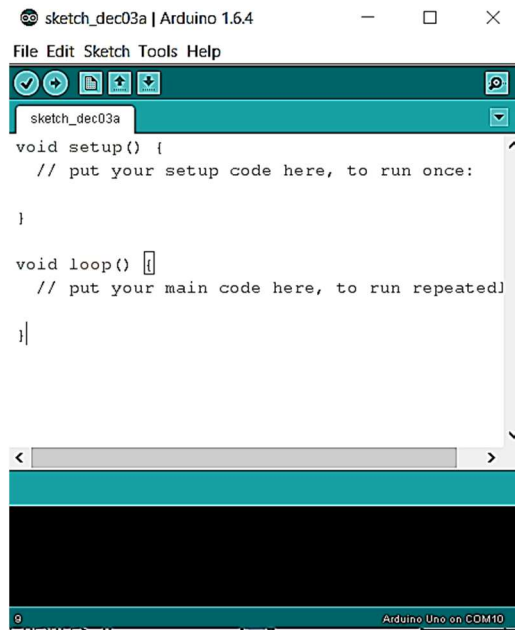 sketch_dec03a | Arduino 1.6.4
File Edit Sketch Tools Help
sketch_dec03a
void setup() {
  // put your setup code here, to run once:
}
void loop() {
  // put your main code here, to run repeatedl
}
9
Arduino Uno on COM10